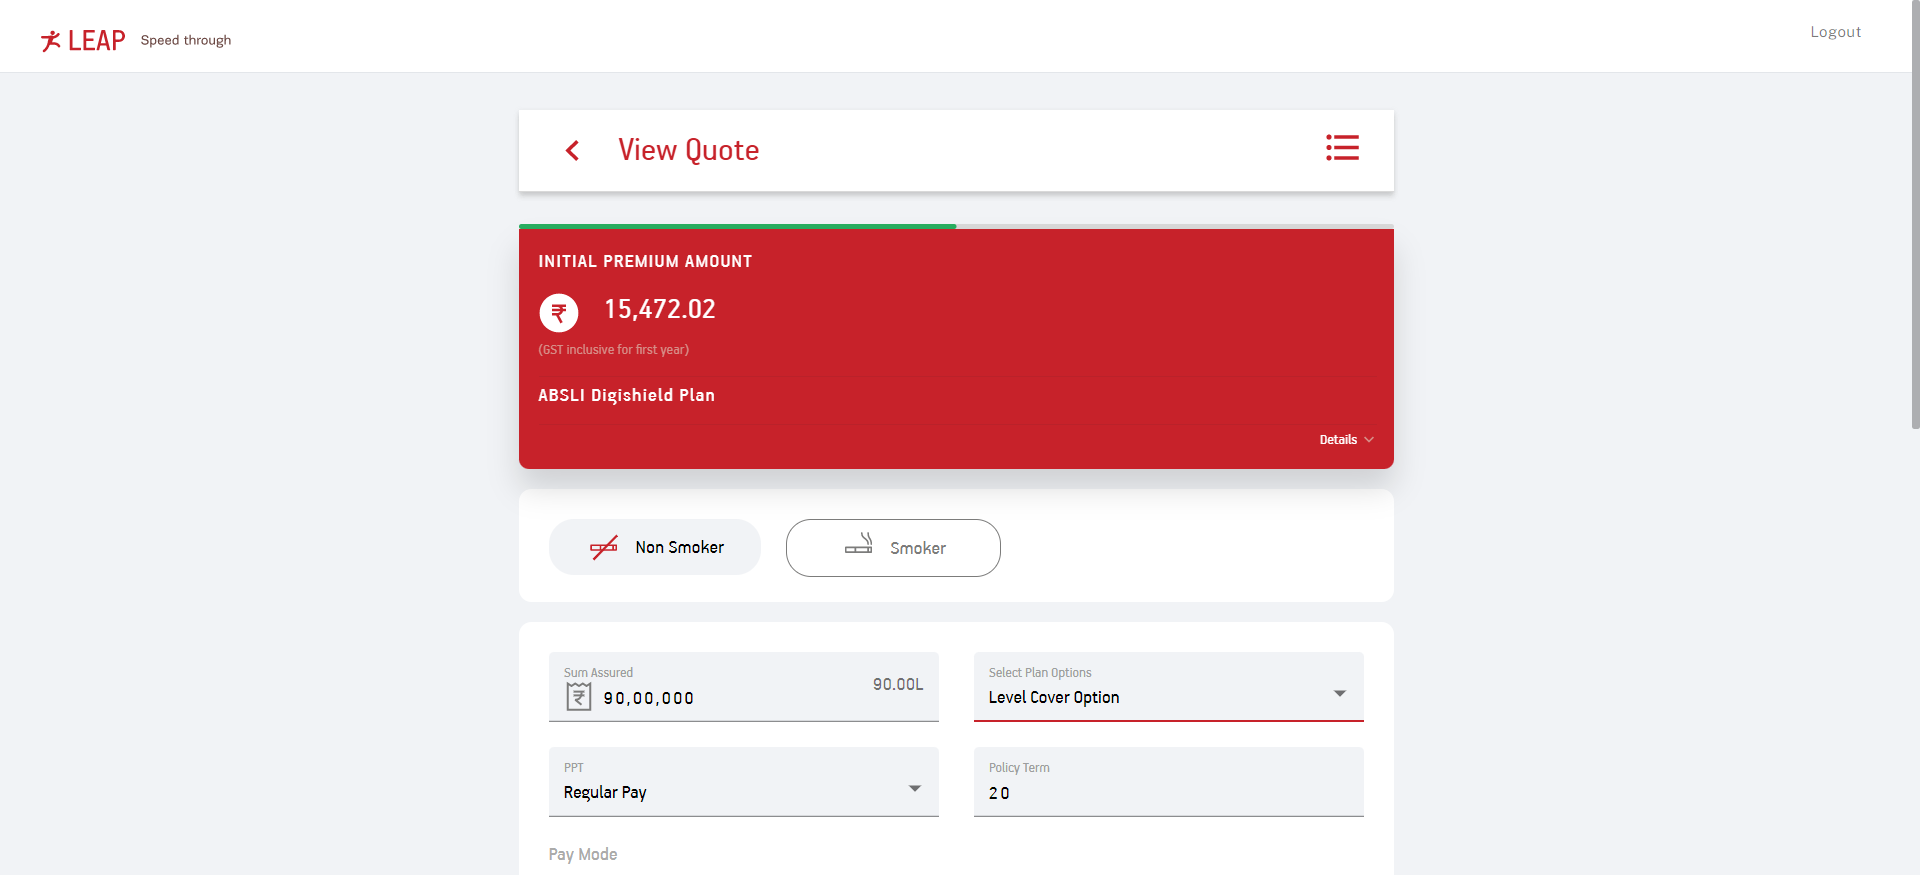 LEAP Speed through
Logout
View Quote
INITIAL PREMIUM AMOUNT
₹ 15,472.02
(GST inclusive for first year)
ABSLI Digishield Plan
Details
Non Smoker
Smoker
Sum Assured
₹ 90,00,000
90.00L
Select Plan Options
Level Cover Option
PPT
Regular Pay
Policy Term
20
Pay Mode